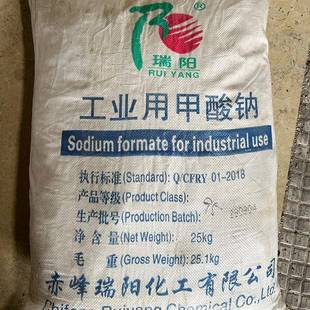 ®
瑞阳
RUI YANG
工业用甲酸钠
Sodium formate for industrial use
执行标准(Standard): Q/CFRY 01-2018
产品等级(Product Class):
生产批号(Production Batch):
净含量(Net Weight): 25kg
毛重(Gross Weight): 25.1kg
赤峰瑞阳化工有限公司
Chifeng Ruiyang Chemical Co.,Ltd.